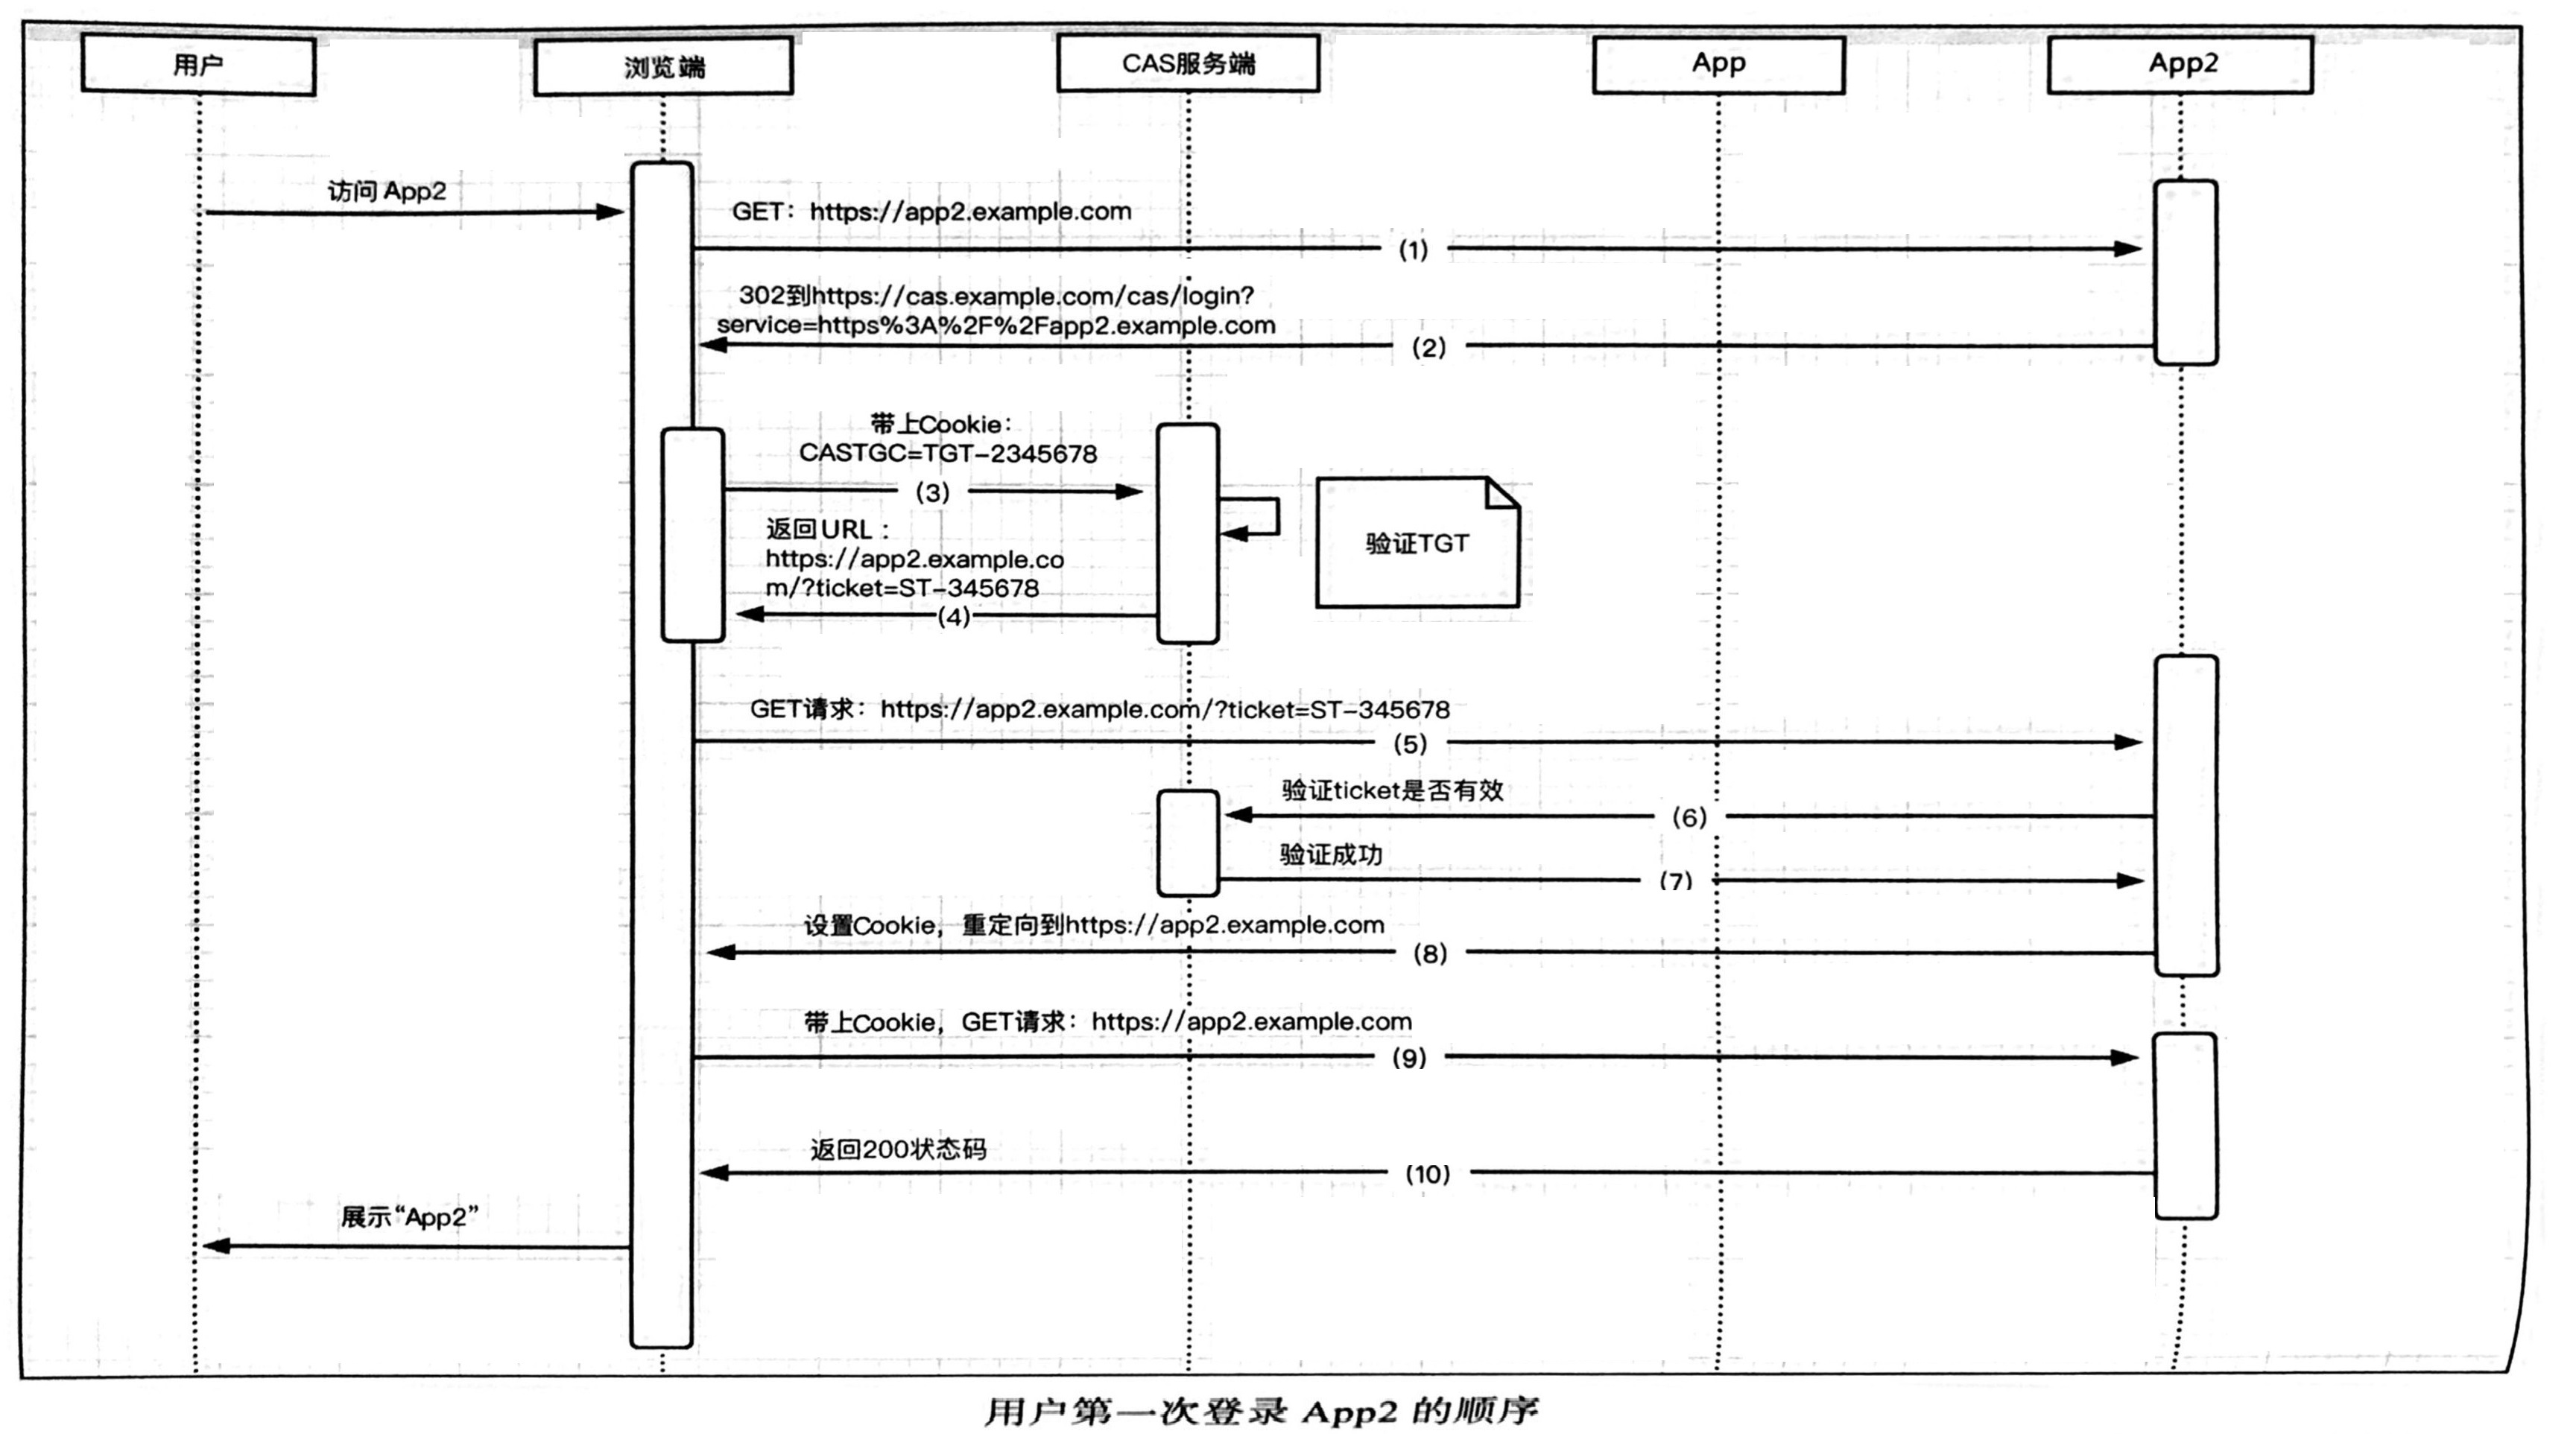 用户
浏览端
CAS服务端
App
App2
访问 App2
GET：https://app2.example.com
(1)
302到https://cas.example.com/cas/login?
service=https%3A%2F%2Fapp2.example.com
(2)
带上Cookie：
CASTGC=TGT-2345678
(3)
验证TGT
返回URL：
https://app2.example.co
m/?ticket=ST-345678
(4)
GET请求：https://app2.example.com/?ticket=ST-345678
(5)
验证ticket是否有效
(6)
验证成功
(7)
设置Cookie，重定向到https://app2.example.com
(8)
带上Cookie，GET请求：https://app2.example.com
(9)
返回200状态码
(10)
展示“App2”
用户第一次登录 App2 的顺序